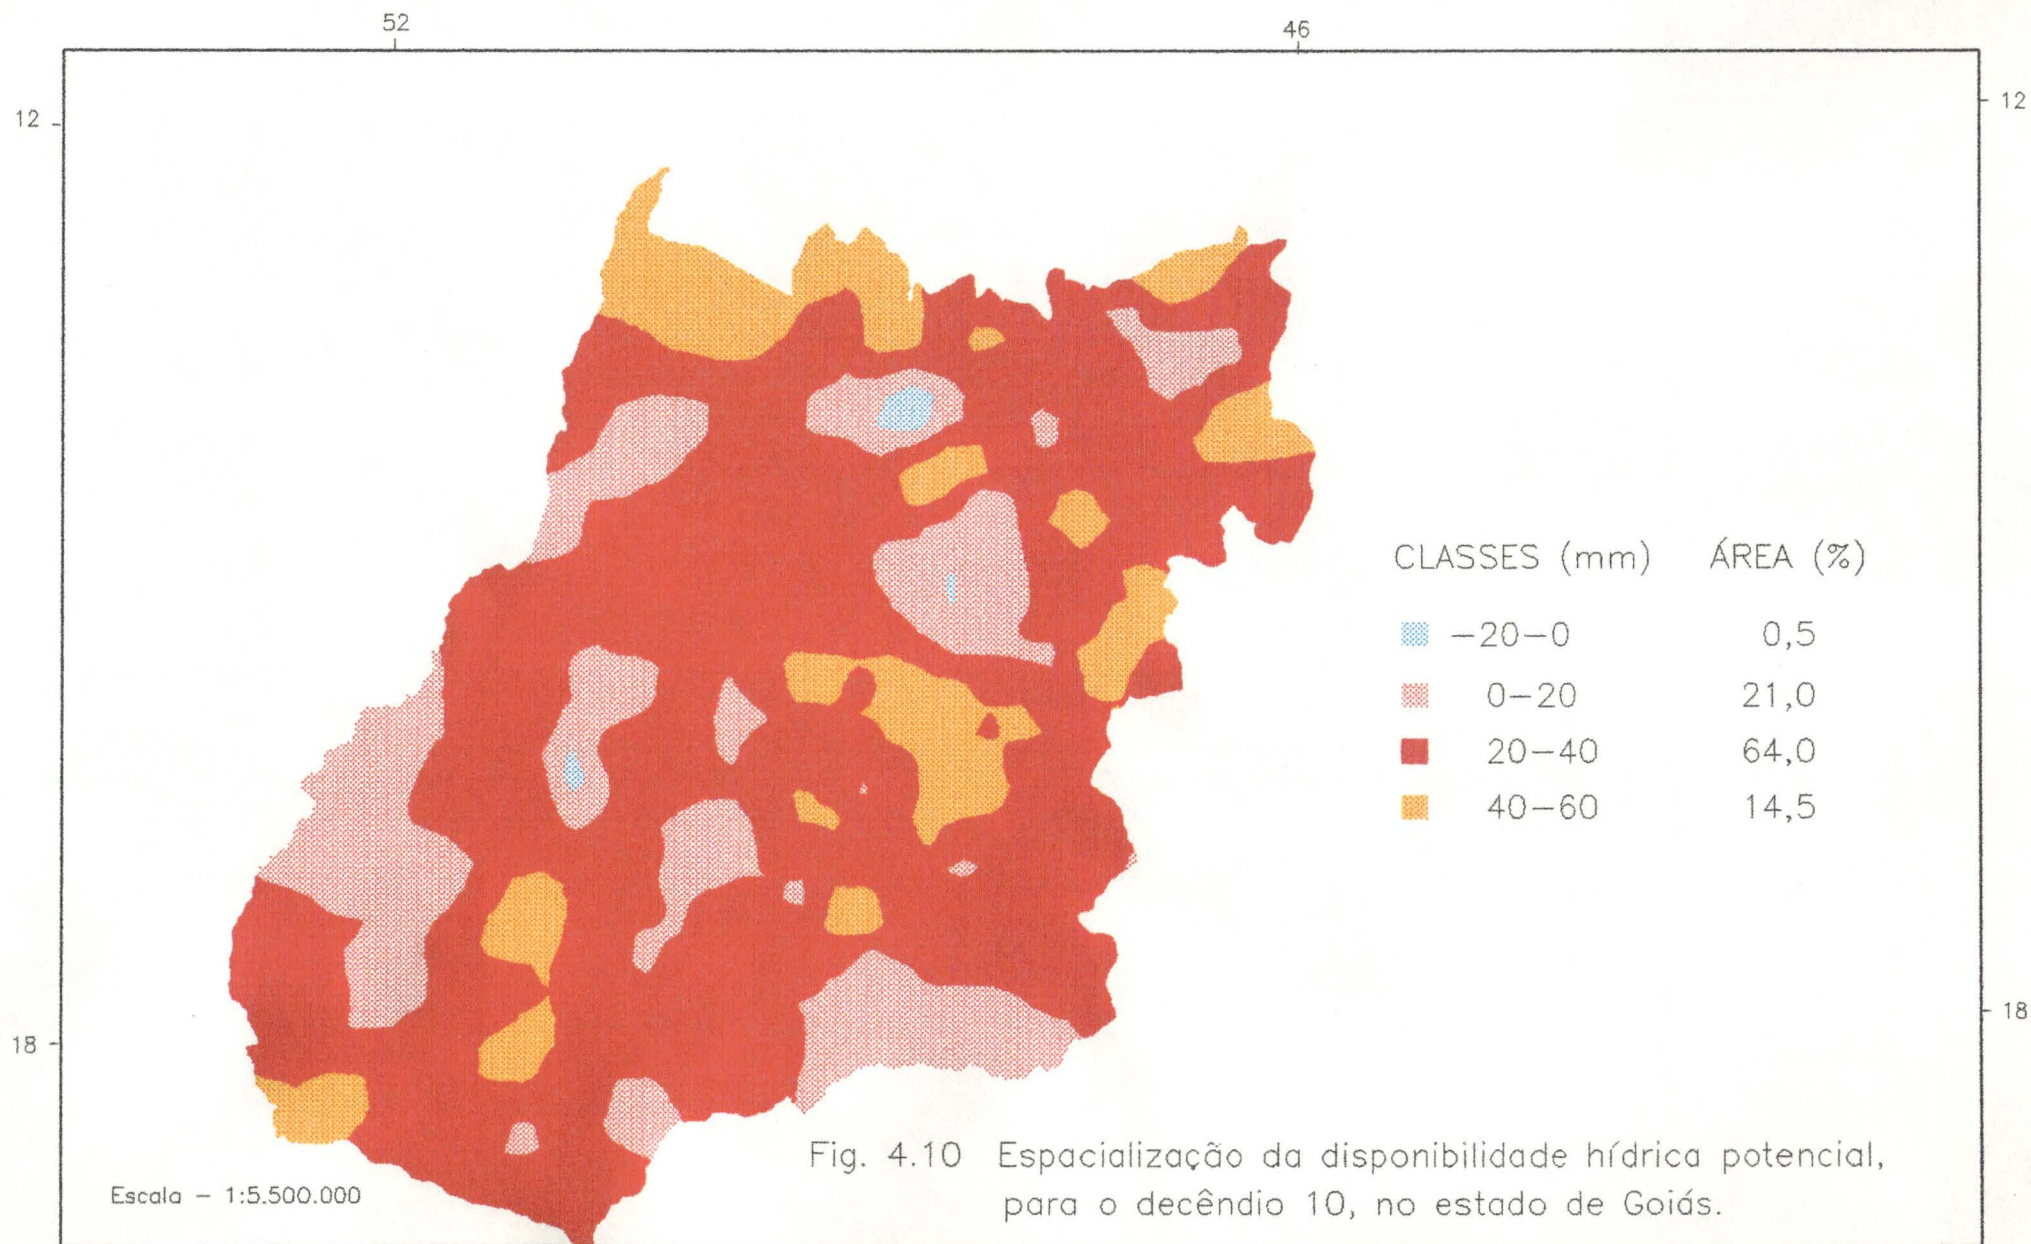 52 46
12 12
CLASSES (mm) ÁREA (%)
-20-0 0,5
0-20 21,0
20-40 64,0
40-60 14,5
18 18
Fig. 4.10 Espacialização da disponibilidade hídrica potencial,
para o decêndio 10, no estado de Goiás.
Escala - 1:5.500.000